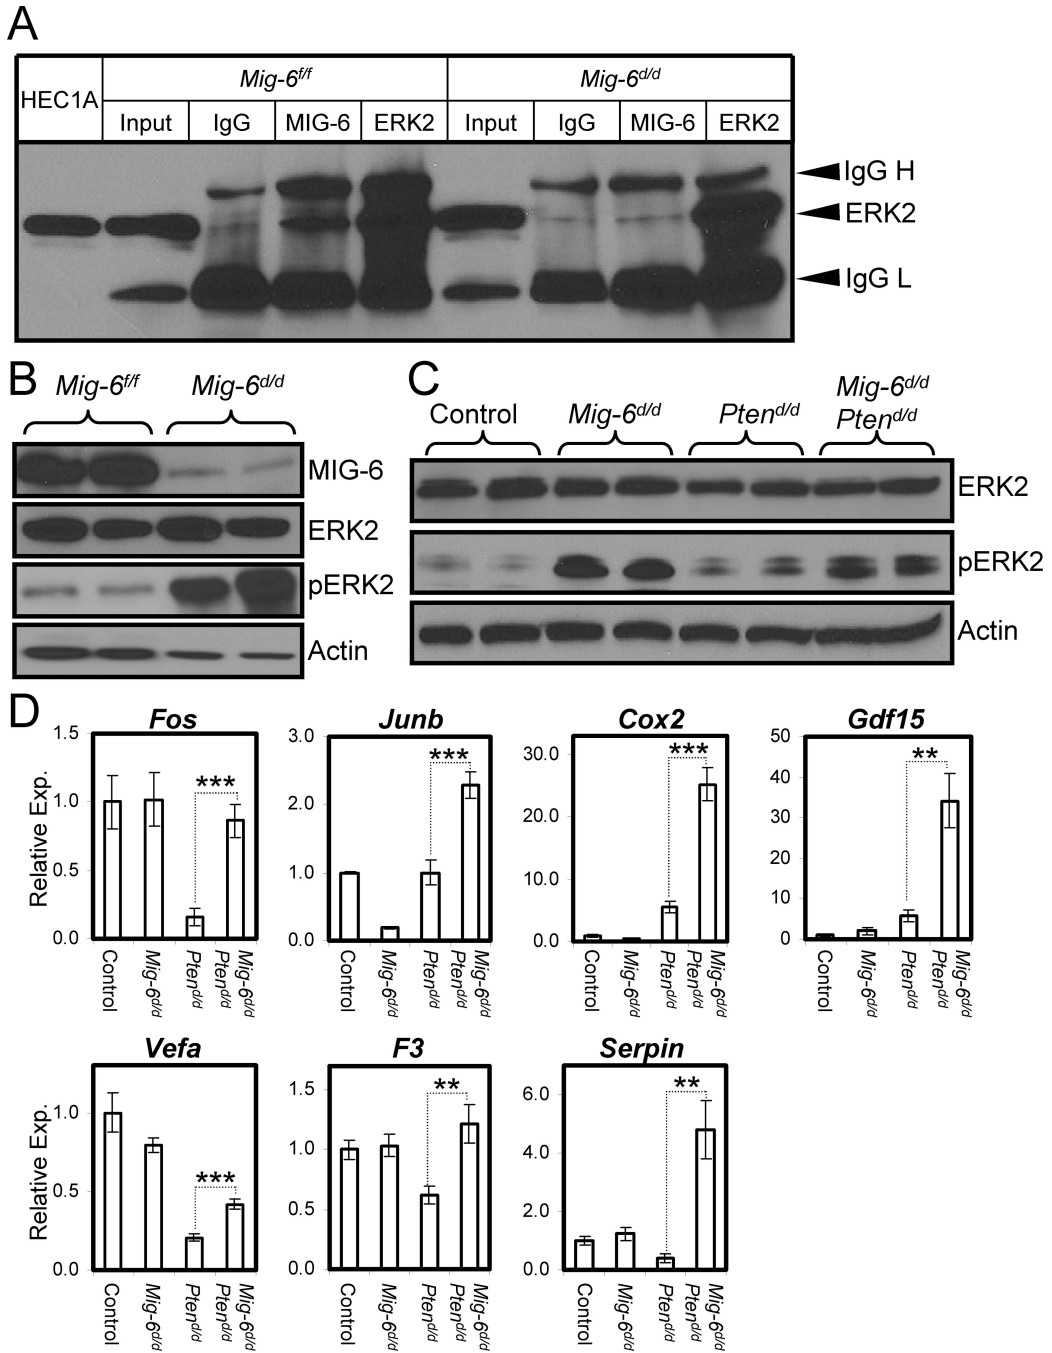 A
HEC1A
Mig-6f/f
Mig-6d/d
Input
IgG
MIG-6
ERK2
Input
IgG
MIG-6
ERK2
IgG H
ERK2
IgG L
B
Mig-6f/f
Mig-6d/d
MIG-6
ERK2
pERK2
Actin
C
Control
Mig-6d/d
Ptend/d
Mig-6d/d
Ptend/d
ERK2
pERK2
Actin
D
Fos
Relative Exp.
1.5
1.0
0.5
0.0
***
Control
Mig-6d/d
Ptend/d
Ptend/d
Mig-6d/d
Junb
3.0
2.0
1.0
0.0
***
Control
Mig-6d/d
Ptend/d
Ptend/d
Mig-6d/d
Cox2
30.0
20.0
10.0
0.0
***
Control
Mig-6d/d
Ptend/d
Ptend/d
Mig-6d/d
Gdf15
50
40
30
20
10
0
**
Control
Mig-6d/d
Ptend/d
Ptend/d
Mig-6d/d
Vefa
Relative Exp.
1.0
0.5
0.0
***
Control
Mig-6d/d
Ptend/d
Ptend/d
Mig-6d/d
F3
1.5
1.0
0.5
0.0
**
Control
Mig-6d/d
Ptend/d
Ptend/d
Mig-6d/d
Serpin
6.0
4.0
2.0
0.0
**
Control
Mig-6d/d
Ptend/d
Ptend/d
Mig-6d/d